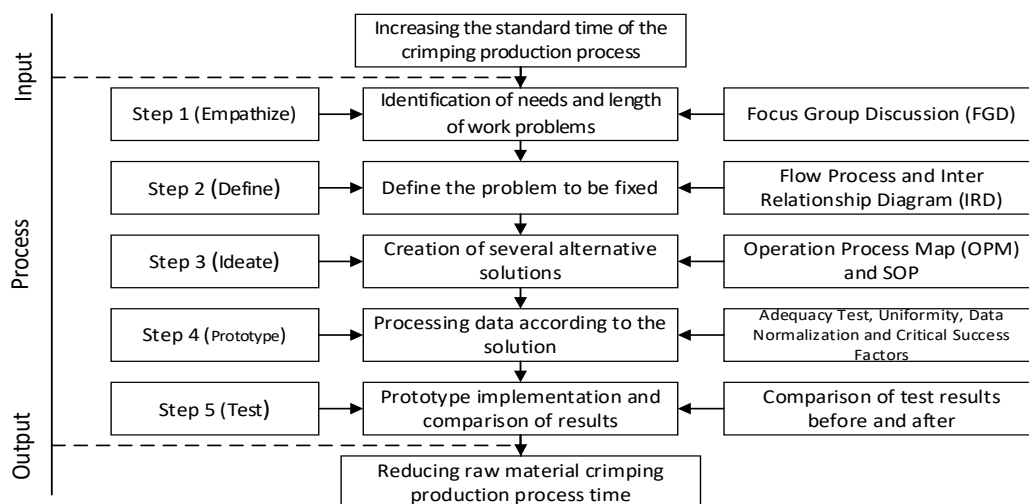 Increasing the standard time of the
crimping production process
Input
Step 1 (Empathize)
Identification of needs and length
of work problems
Focus Group Discussion (FGD)
Step 2 (Define)
Define the problem to be fixed
Flow Process and Inter
Relationship Diagram (IRD)
Process
Step 3 (Ideate)
Creation of several alternative
solutions
Operation Process Map (OPM)
and SOP
Step 4 (Prototype)
Processing data according to the
solution
Adequacy Test, Uniformity, Data
Normalization and Critical Success
Factors
Step 5 (Test)
Prototype implementation and
comparison of results
Comparison of test results
before and after
Output
Reducing raw material crimping
production process time